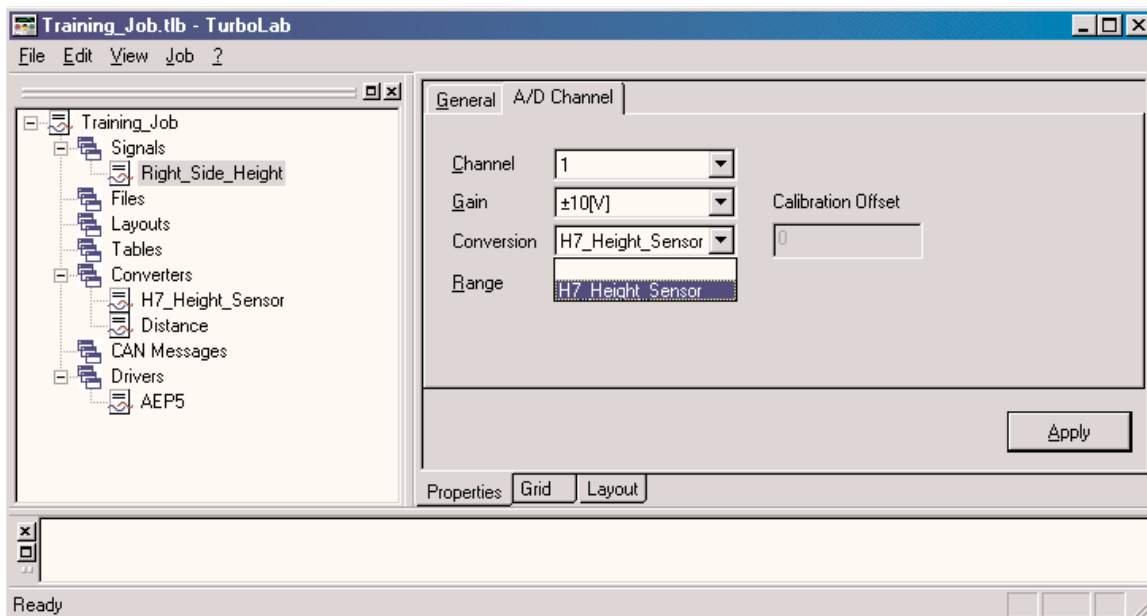 Training_Job.tlb - TurboLab
File Edit View Job ?
Training_Job
Signals
Right_Side_Height
Files
Layouts
Tables
Converters
H7_Height_Sensor
Distance
CAN Messages
Drivers
AEP5
General A/D Channel
Channel 1
Gain ±10[V] Calibration Offset
Conversion H7_Height_Sensor 0
Range H7_Height_Sensor
Apply
Properties Grid Layout
Ready